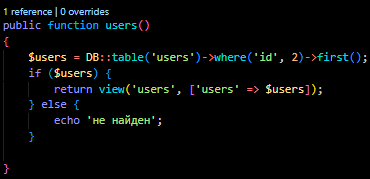 1 reference | 0 overrides
public function users()
{
    $users = DB::table('users')->where('id', 2)->first();
    if ($users) {
        return view('users', ['users' => $users]);
    } else {
        echo 'не найден';
    }
}